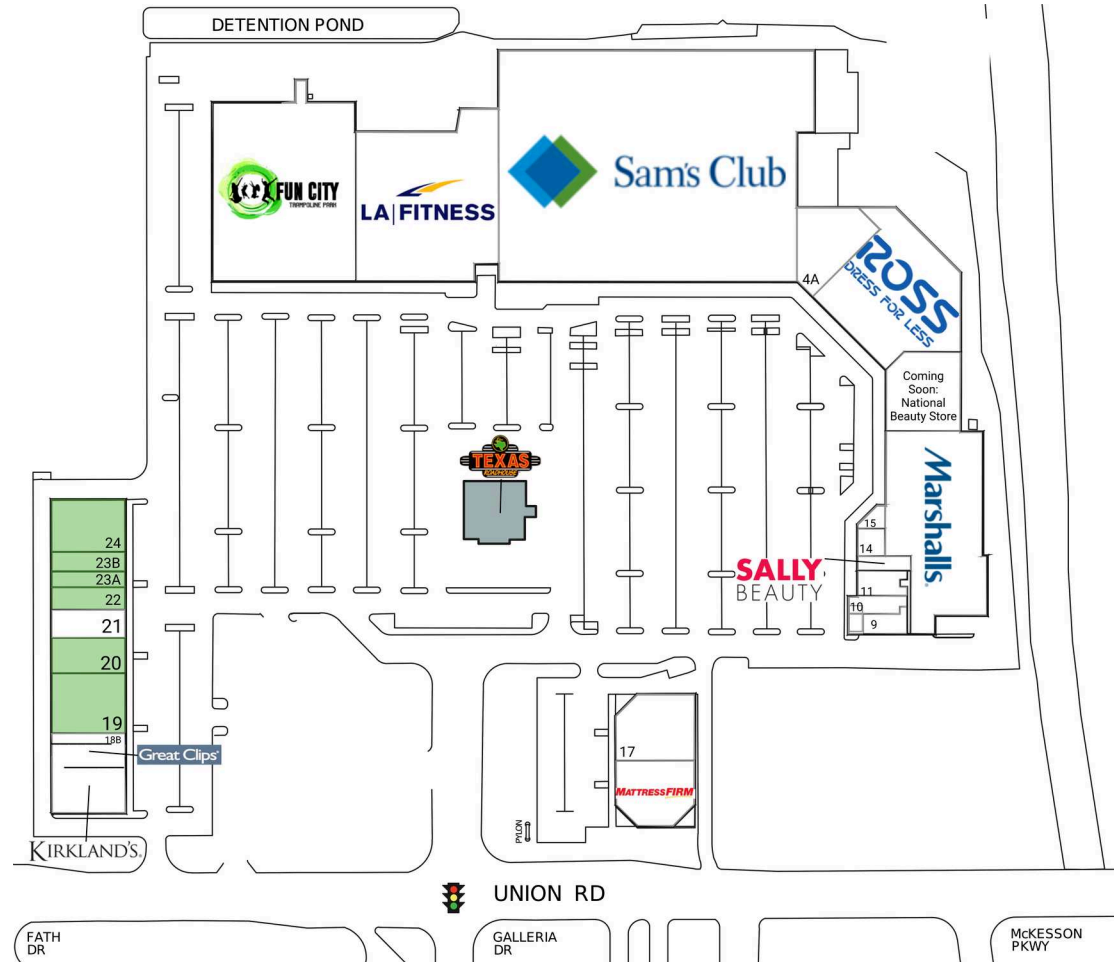 DETENTION POND
FUN CITY
TRAMPOLINE PARK
LA|FITNESS
Sam's Club
4A
ROSS
DRESS FOR LESS
Coming
Soon:
National
Beauty Store
TEXAS
ROADHOUSE
Marshalls
15
14
SALLY
BEAUTY
11
10
9
24
23B
23A
22
21
20
19
18B
Great Clips
17
MATTRESSFIRM
PYLON
KIRKLAND'S
UNION RD
FATH
DR
GALLERIA
DR
McKESSON
PKWY